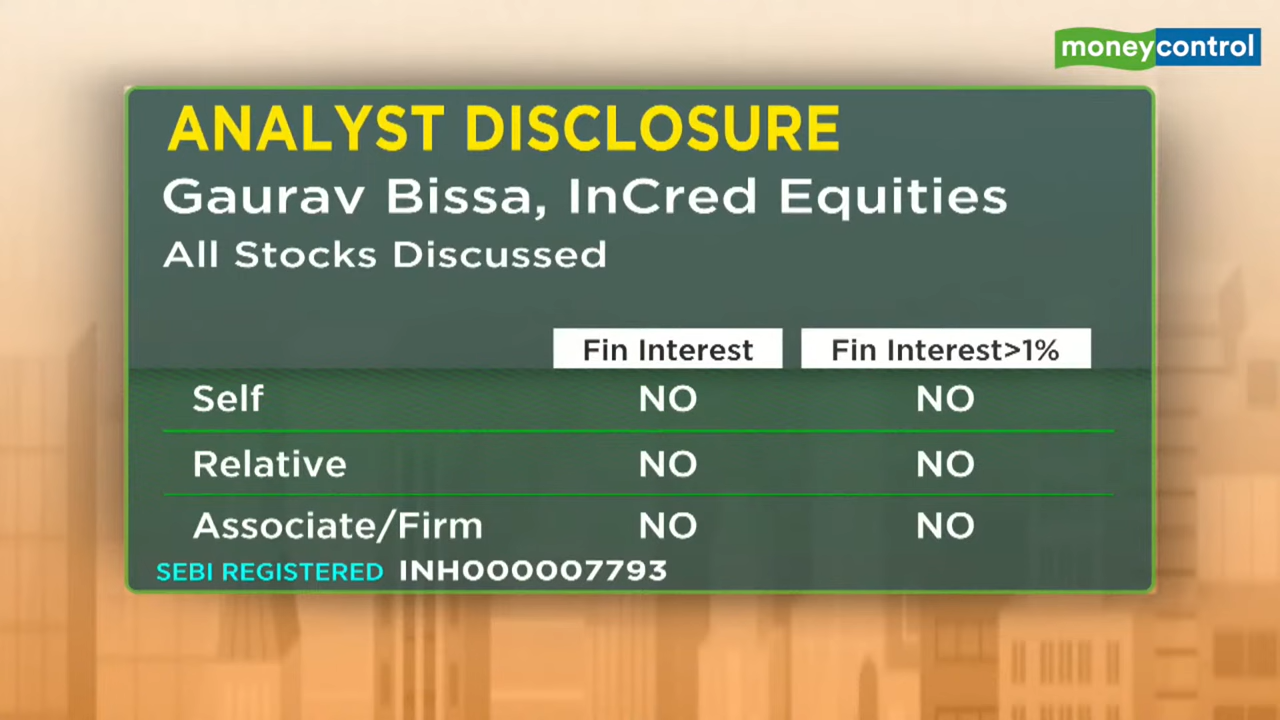 moneycontrol
ANALYST DISCLOSURE
Gaurav Bissa, InCred Equities
All Stocks Discussed
Fin Interest Fin Interest>1%
Self NO NO
Relative NO NO
Associate/Firm NO NO
SEBI REGISTERED INH000007793